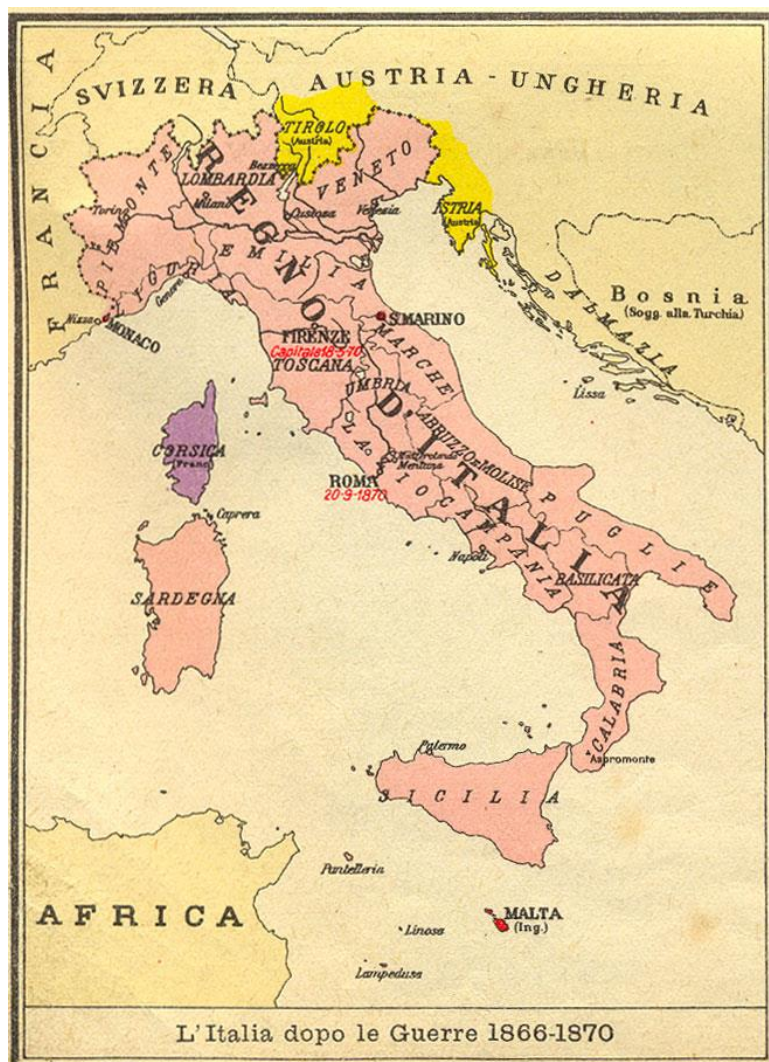 FRANCIA
SVIZZERA
AUSTRIA - UNGHERIA
TIROLO
(Austria)
Bezzecca
LOMBARDIA
VENETO
PIEMONTE
Torino
Milano
Custoza
Venezia
ISTRIA
(Austria)
REGNO D'ITALIA
EMILIA
LIGURIA
Genova
Nizza
MONACO
DALMAZIA
Bosnia
(Sogg. alla Turchia)
S. MARINO
FIRENZE
Capitale 18-5-70
TOSCANA
MARCHE
UMBRIA
Lissa
CORSICA
(Franc)
LAZIO
ABRUZZO E MOLISE
Mentana
ROMA
20-9-1870
Caprera
CAMPANIA
PUGLIE
Napoli
BASILICATA
SARDEGNA
CALABRIA
Aspromonte
Palermo
SICILIA
Pantelleria
AFRICA
MALTA
(Ing.)
Linosa
Lampedusa
L'Italia dopo le Guerre 1866-1870